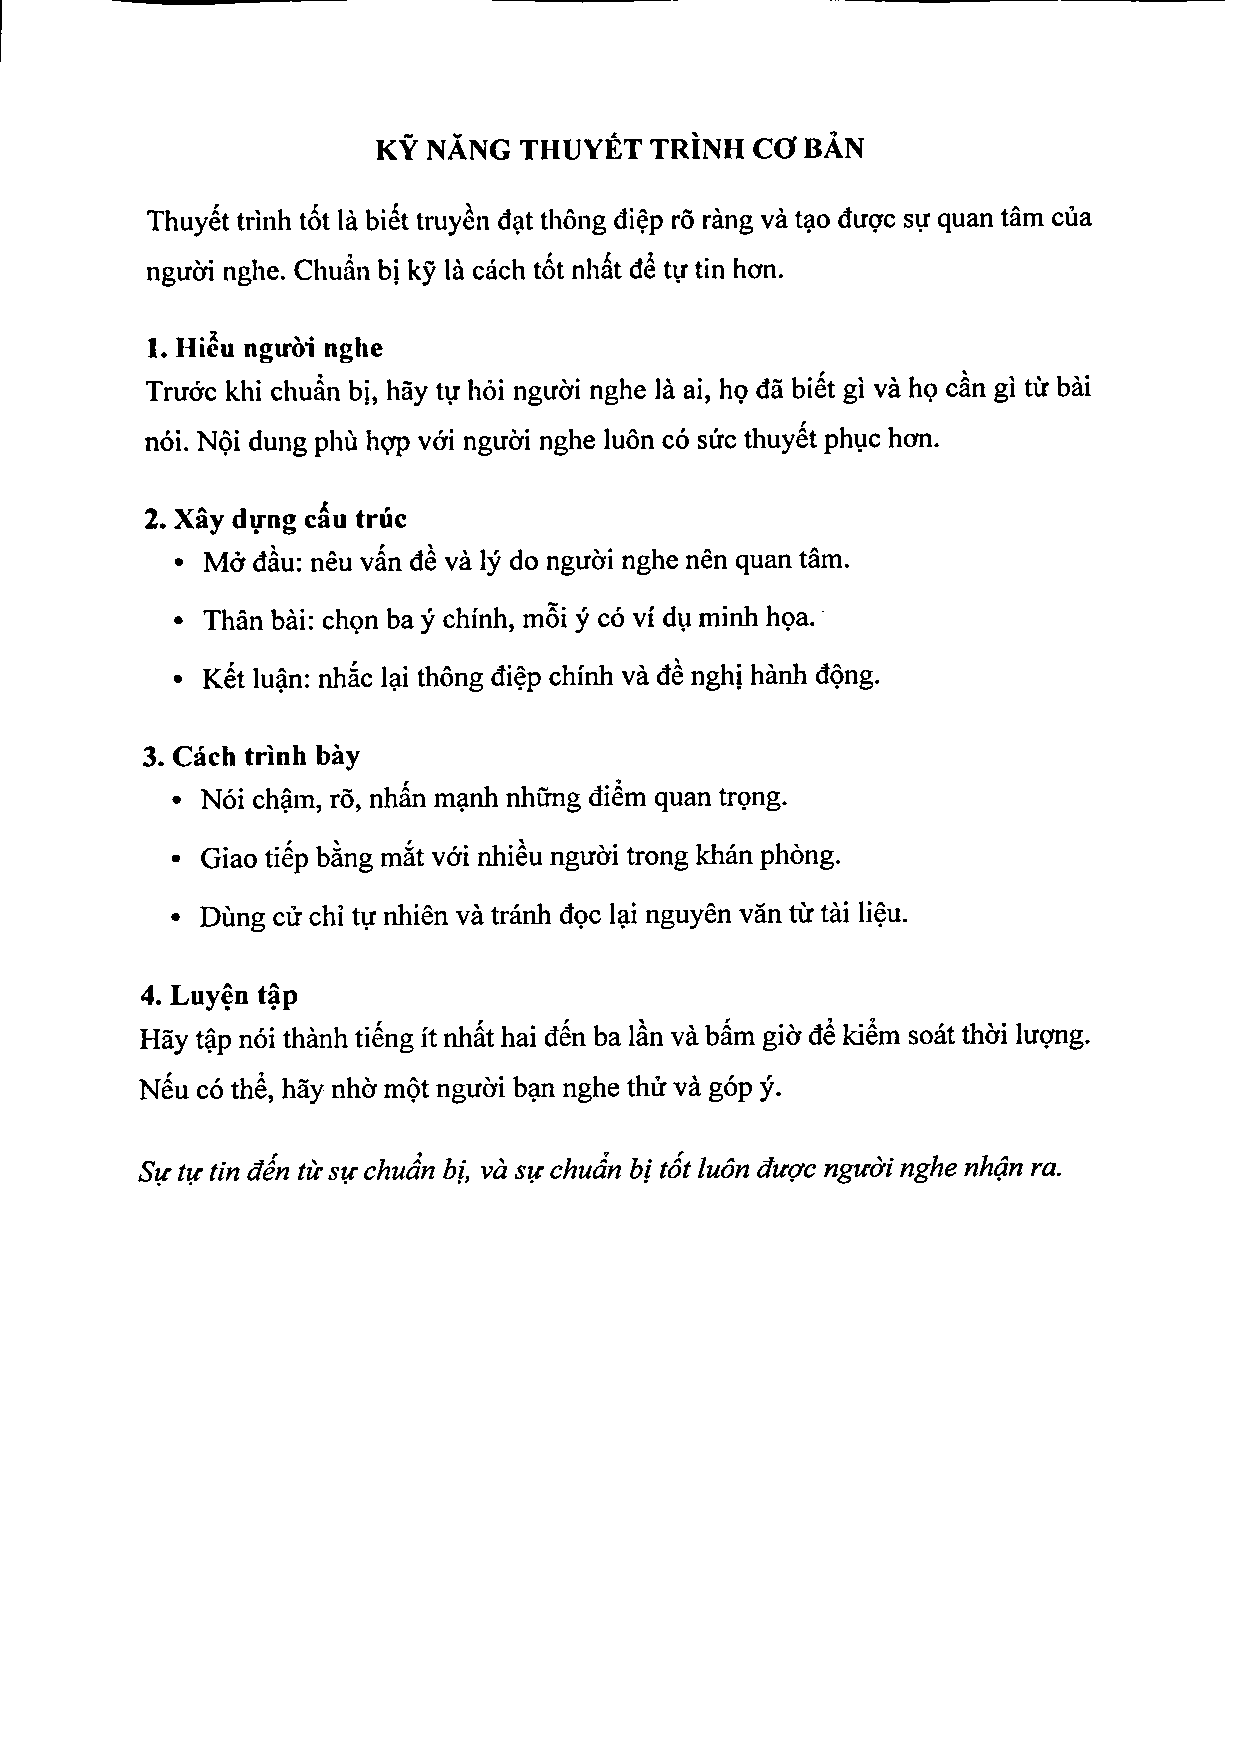 KỸ NĂNG THUYẾT TRÌNH CƠ BẢN
Thuyết trình tốt là biết truyền đạt thông điệp rõ ràng và tạo được sự quan tâm của
người nghe. Chuẩn bị kỹ là cách tốt nhất để tự tin hơn.
1. Hiểu người nghe
Trước khi chuẩn bị, hãy tự hỏi người nghe là ai, họ đã biết gì và họ cần gì từ bài
nói. Nội dung phù hợp với người nghe luôn có sức thuyết phục hơn.
2. Xây dựng cấu trúc
• Mở đầu: nêu vấn đề và lý do người nghe nên quan tâm.
• Thân bài: chọn ba ý chính, mỗi ý có ví dụ minh họa.
• Kết luận: nhắc lại thông điệp chính và đề nghị hành động.
3. Cách trình bày
• Nói chậm, rõ, nhấn mạnh những điểm quan trọng.
• Giao tiếp bằng mắt với nhiều người trong khán phòng.
• Dùng cử chỉ tự nhiên và tránh đọc lại nguyên văn từ tài liệu.
4. Luyện tập
Hãy tập nói thành tiếng ít nhất hai đến ba lần và bấm giờ để kiểm soát thời lượng.
Nếu có thể, hãy nhờ một người bạn nghe thử và góp ý.
Sự tự tin đến từ sự chuẩn bị, và sự chuẩn bị tốt luôn được người nghe nhận ra.